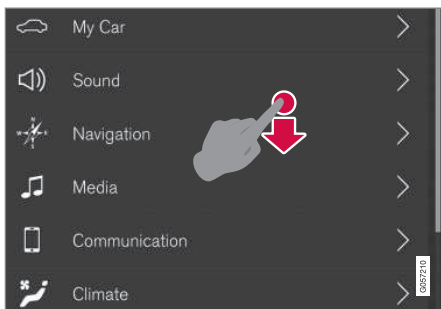 My Car
Sound
Navigation
Media
Communication
Climate
G057210